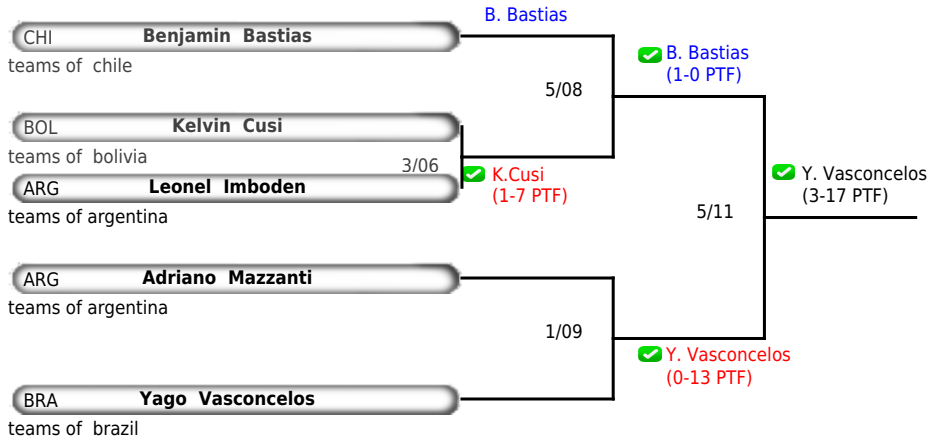 B. Bastias
CHI Benjamin Bastias
teams of chile
B. Bastias
(1-0 PTF)
5/08
BOL Kelvin Cusi
teams of bolivia
3/06
K.Cusi
(1-7 PTF)
ARG Leonel Imboden
teams of argentina
Y. Vasconcelos
(3-17 PTF)
5/11
ARG Adriano Mazzanti
teams of argentina
1/09
Y. Vasconcelos
(0-13 PTF)
BRA Yago Vasconcelos
teams of brazil